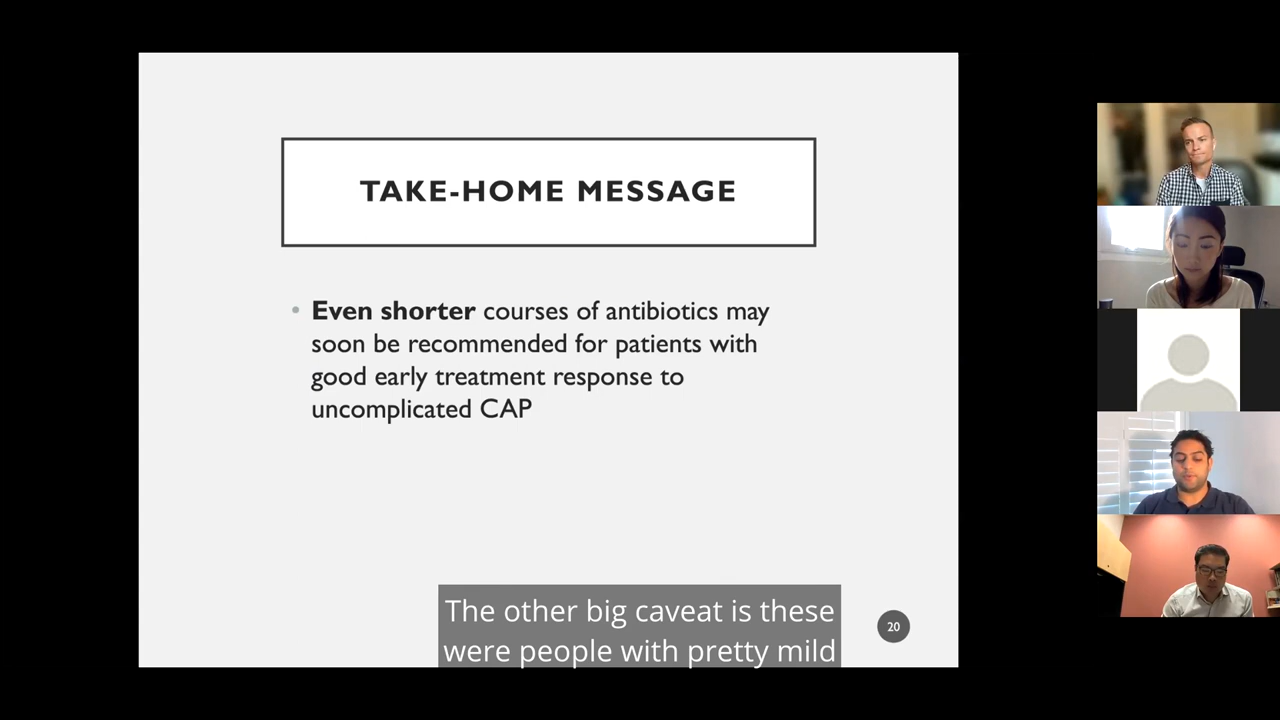 TAKE-HOME MESSAGE
• Even shorter courses of antibiotics may
soon be recommended for patients with
good early treatment response to
uncomplicated CAP
The other big caveat is these
were people with pretty mild
20